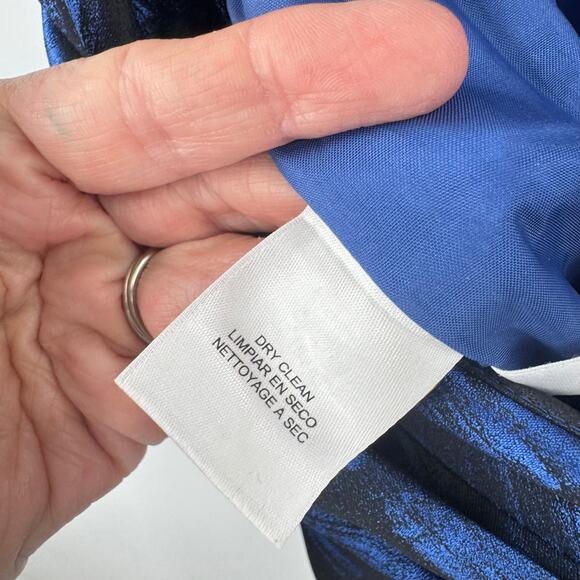 DRY CLEAN
LIMPIAR EN SECO
NETTOYAGE A SEC